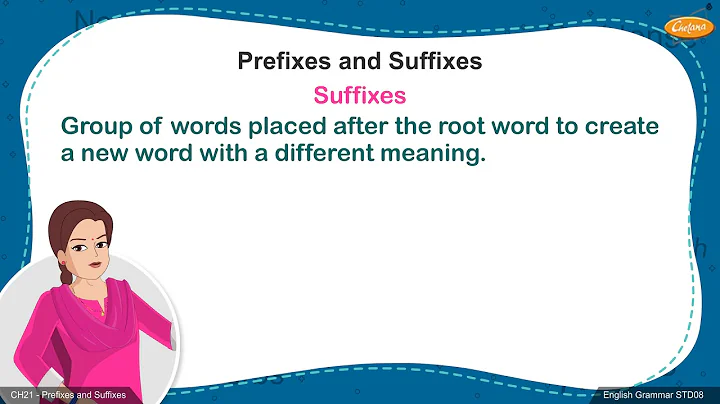 Chetana
Prefixes and Suffixes
Suffixes
Group of words placed after the root word to create
a new word with a different meaning.
CH21 - Prefixes and Suffixes
English Grammar STD08